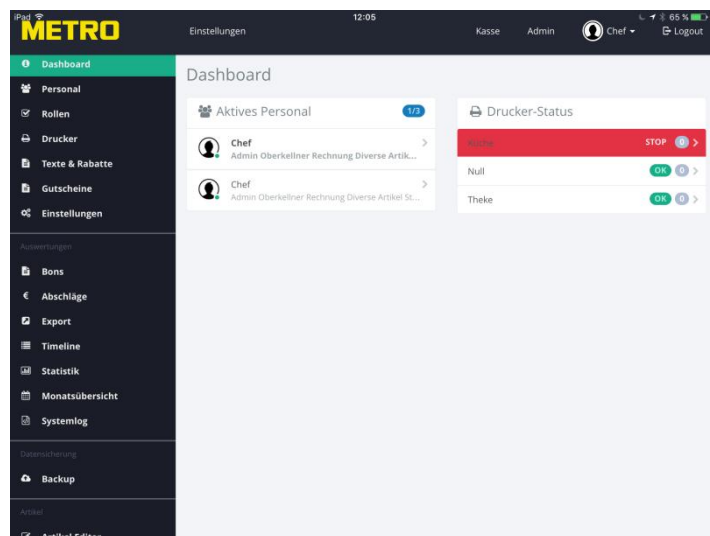 iPad 12:05 65 %
METRO Einstellungen Kasse Admin Chef Logout
Dashboard
Personal
Rollen
Drucker
Texte & Rabatte
Gutscheine
Einstellungen
Auswertungen
Bons
Abschläge
Export
Timeline
Statistik
Monatsübersicht
Systemlog
Datensicherung
Backup
Artikel
Artikel Editor
Dashboard
Aktives Personal 1/3
Chef
Admin Oberkellner Rechnung Diverse Artik...
Chef
Admin Oberkellner Rechnung Diverse Artikel St...
Drucker-Status
Küche STOP 0
Null OK 0
Theke OK 0